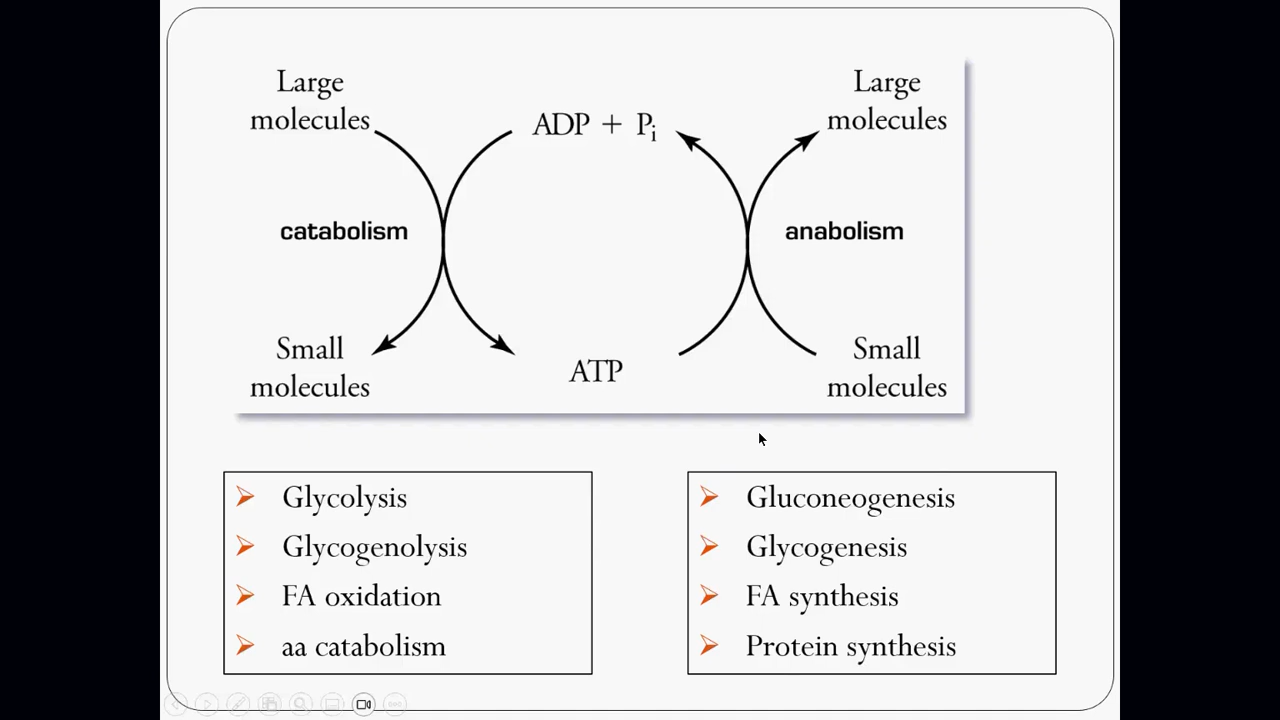 Large
molecules
ADP + Pi
Large
molecules
catabolism
anabolism
Small
molecules
ATP
Small
molecules
Glycolysis
Glycogenolysis
FA oxidation
aa catabolism
Gluconeogenesis
Glycogenesis
FA synthesis
Protein synthesis